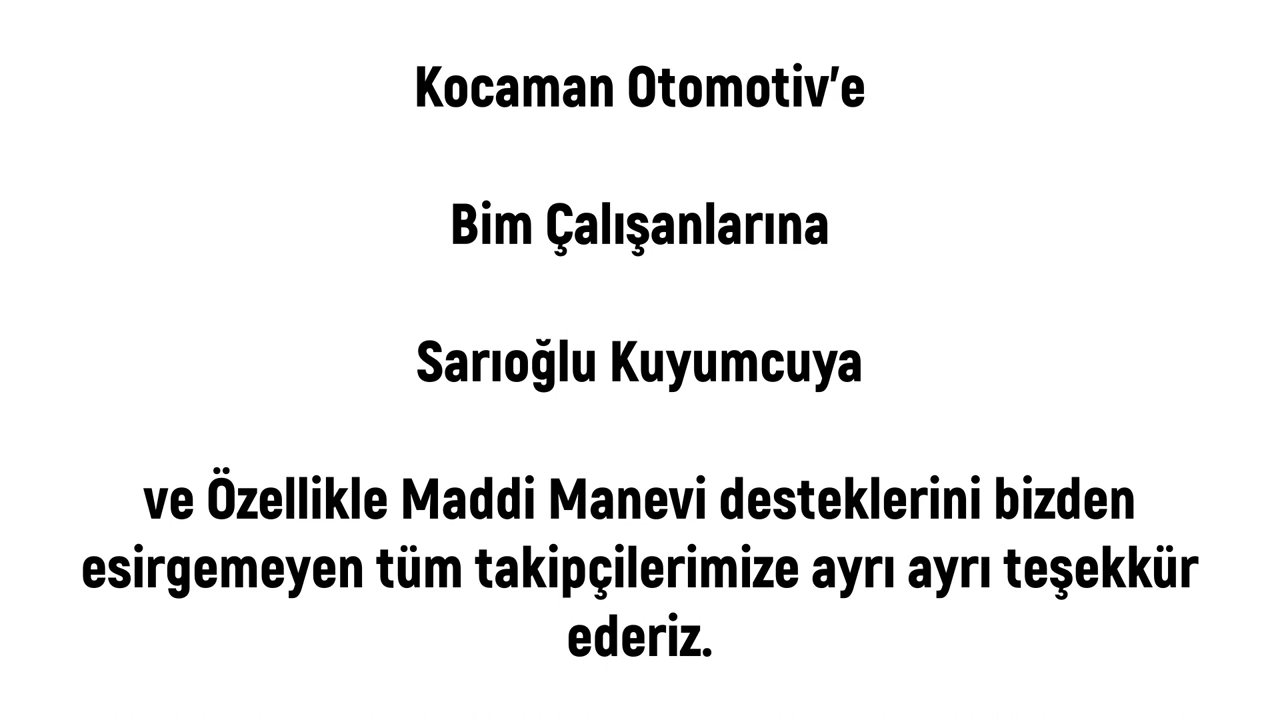 Kocaman Otomotiv'e
Bim Çalışanlarına
Sarıoğlu Kuyumcuya
ve Özellikle Maddi Manevi desteklerini bizden
esirgemeyen tüm takipçilerimize ayrı ayrı teşekkür
ederiz.